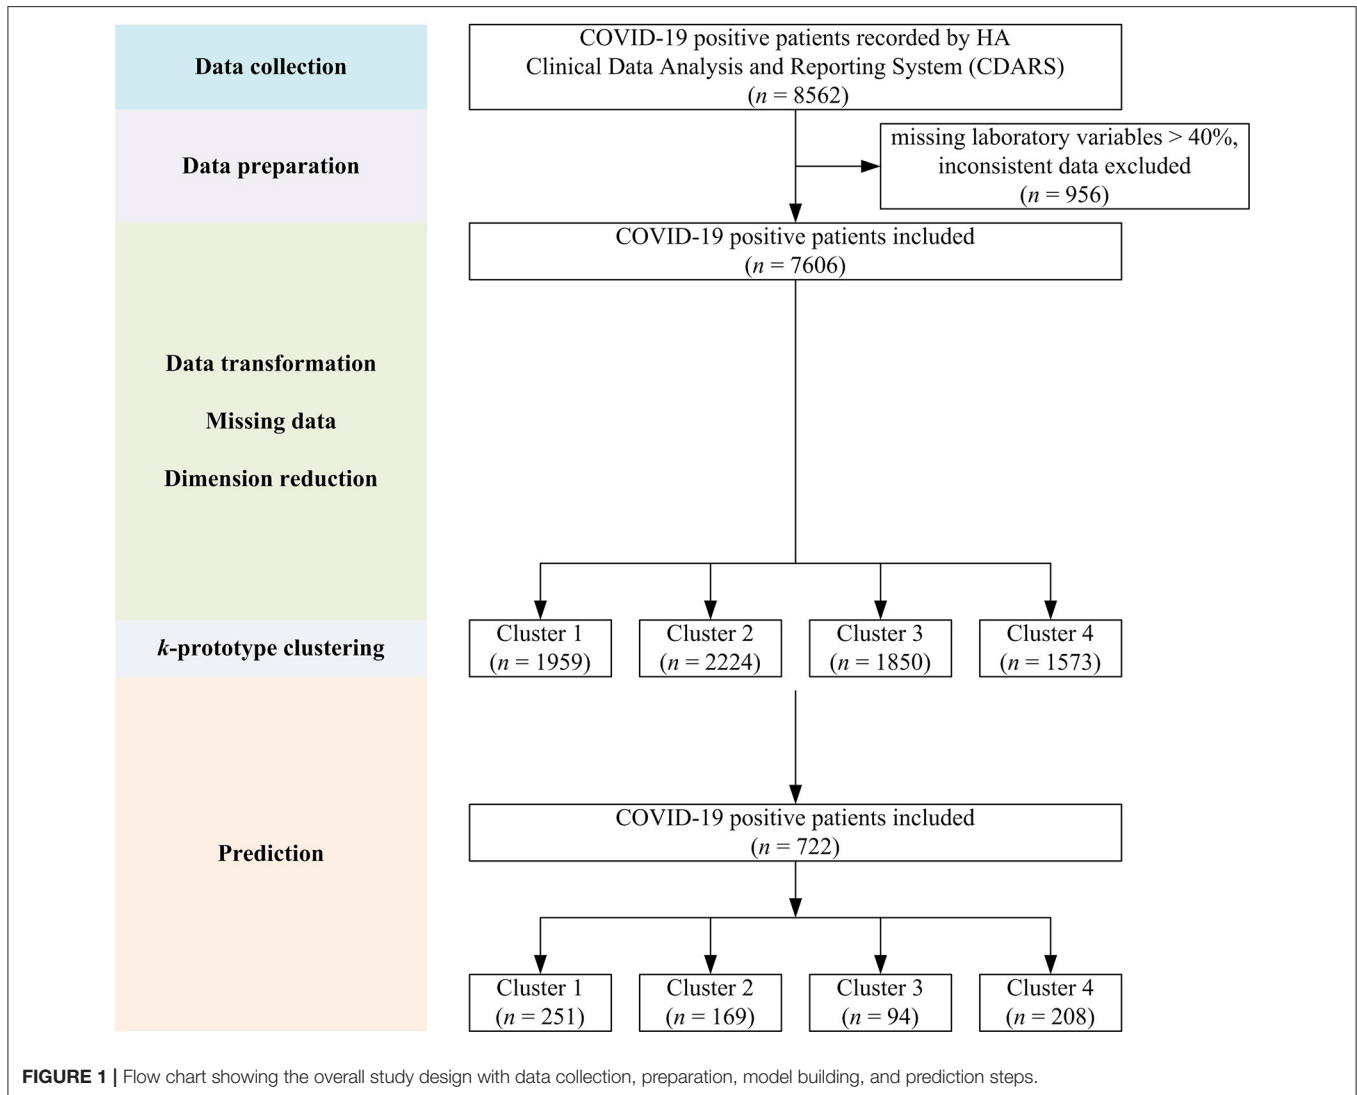 Data collection
COVID-19 positive patients recorded by HA
Clinical Data Analysis and Reporting System (CDARS)
(n = 8562)
Data preparation
missing laboratory variables > 40%,
inconsistent data excluded
(n = 956)
COVID-19 positive patients included
(n = 7606)
Data transformation
Missing data
Dimension reduction
k-prototype clustering
Cluster 1
(n = 1959)
Cluster 2
(n = 2224)
Cluster 3
(n = 1850)
Cluster 4
(n = 1573)
Prediction
COVID-19 positive patients included
(n = 722)
Cluster 1
(n = 251)
Cluster 2
(n = 169)
Cluster 3
(n = 94)
Cluster 4
(n = 208)
FIGURE 1 | Flow chart showing the overall study design with data collection, preparation, model building, and prediction steps.